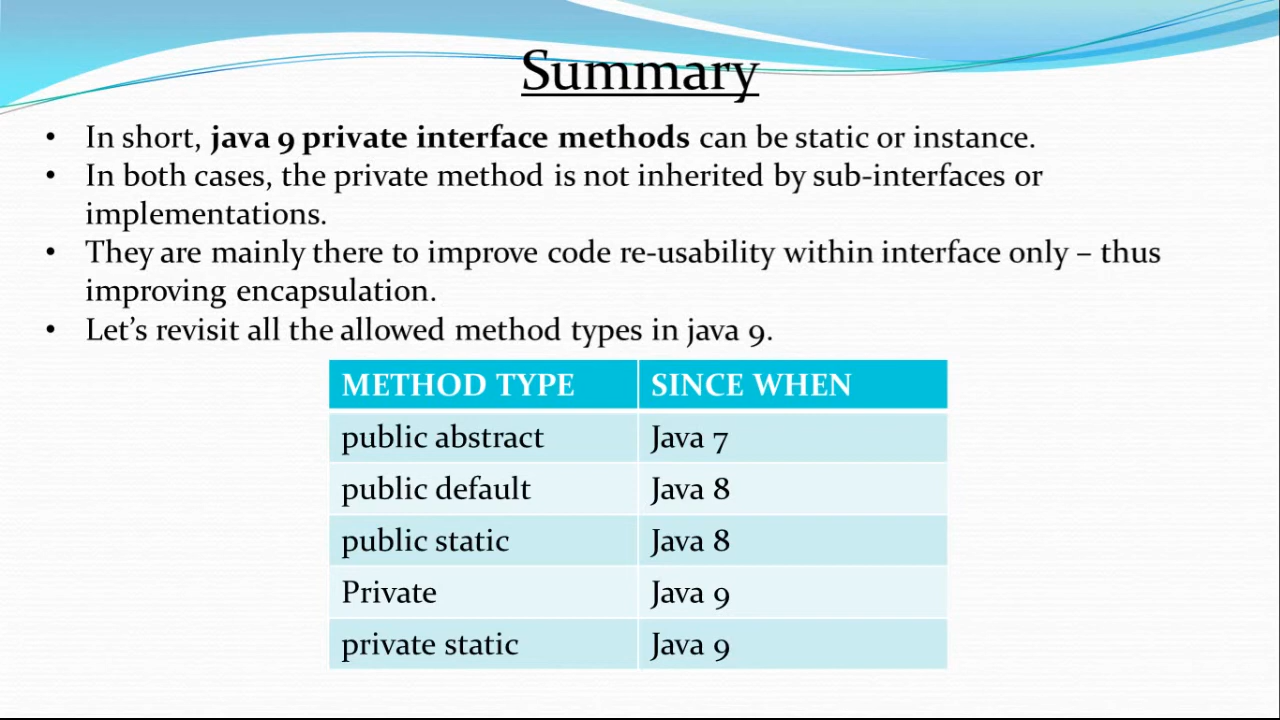 Summary
• In short, java 9 private interface methods can be static or instance.
• In both cases, the private method is not inherited by sub-interfaces or
implementations.
• They are mainly there to improve code re-usability within interface only – thus
improving encapsulation.
• Let’s revisit all the allowed method types in java 9.
METHOD TYPE SINCE WHEN
public abstract Java 7
public default Java 8
public static Java 8
Private Java 9
private static Java 9